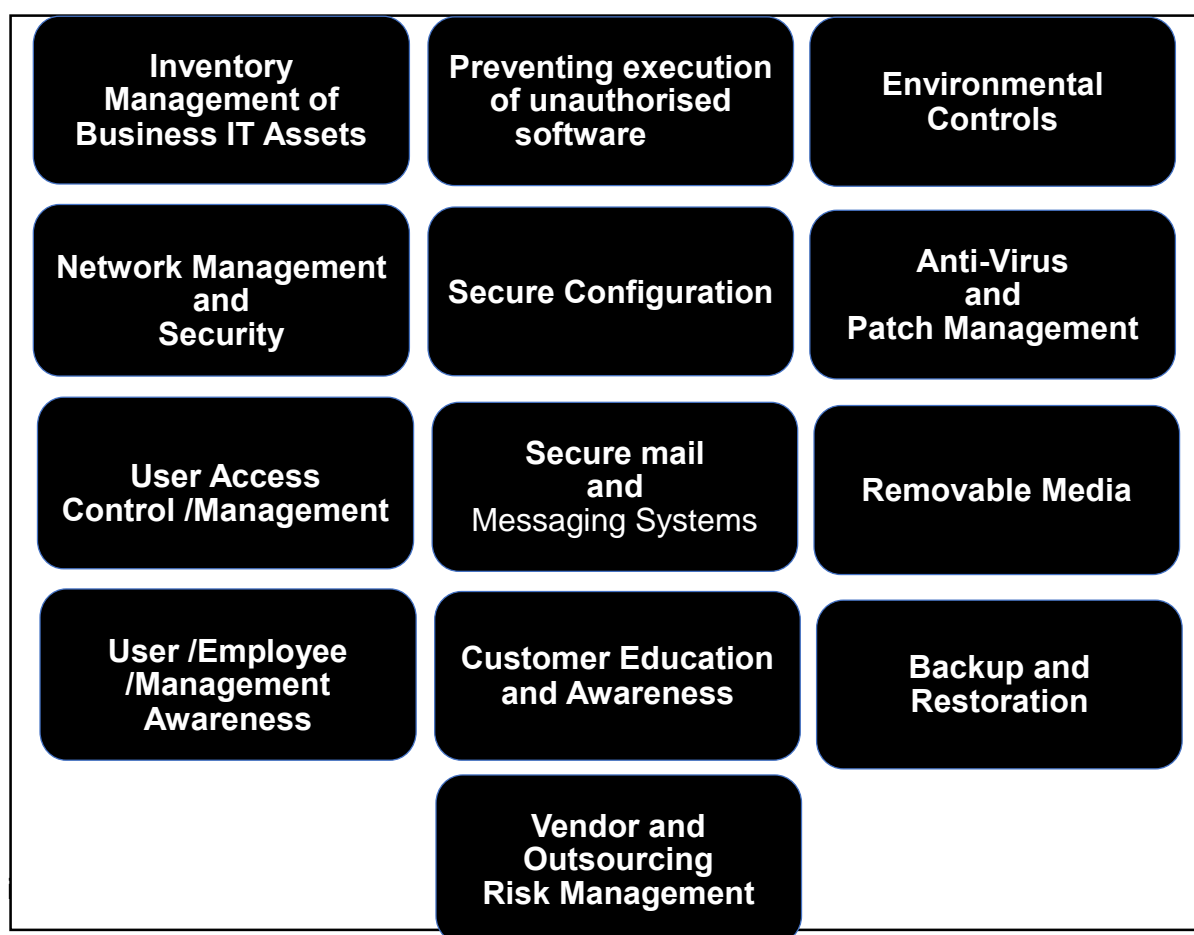 Inventory
Management of
Business IT Assets
Preventing execution
of unauthorised
software
Environmental
Controls
Network Management
and
Security
Secure Configuration
Anti-Virus
and
Patch Management
User Access
Control /Management
Secure mail
and
Messaging Systems
Removable Media
User /Employee
/Management
Awareness
Customer Education
and Awareness
Backup and
Restoration
Vendor and
Outsourcing
Risk Management